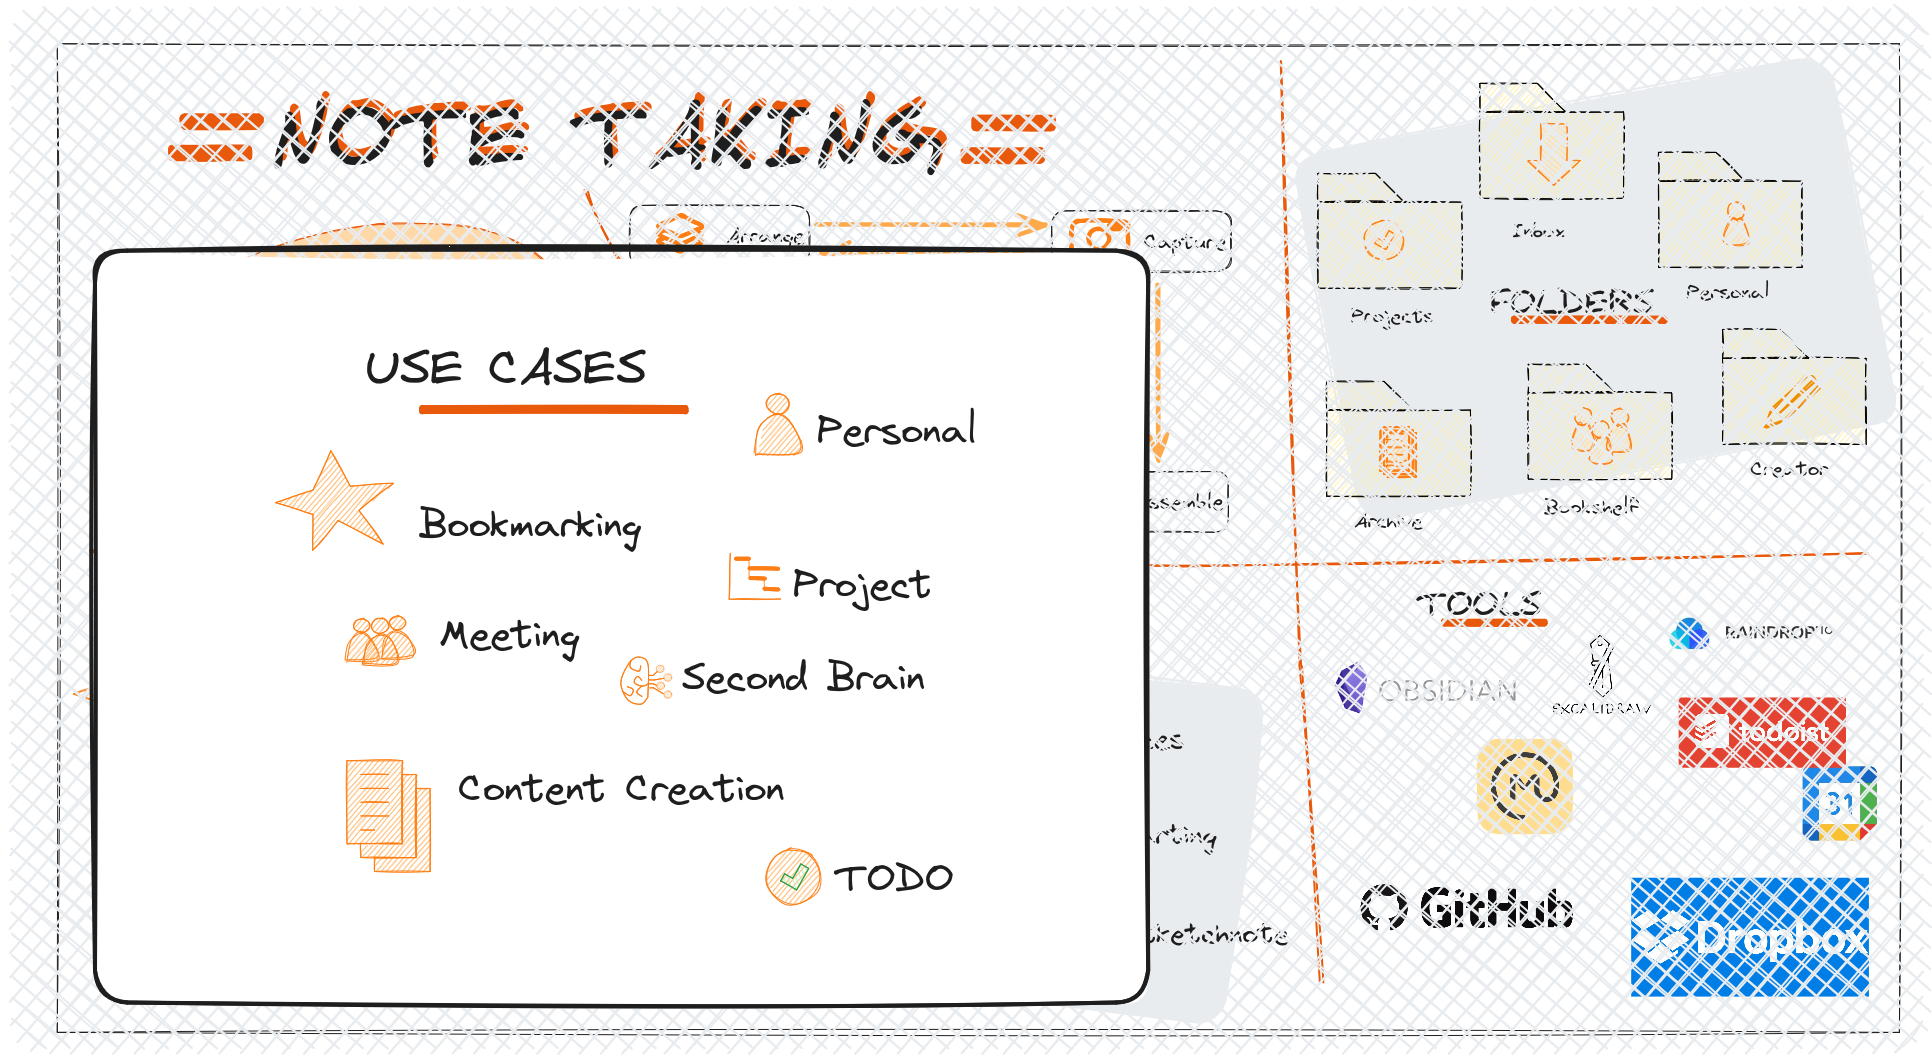 NOTE TAKING
Arrange
Capture
Inbox
Personal
Projects
FOLDERS
Creator
Archive
Bookshelf
USE CASES
Personal
Bookmarking
Project
Meeting
Second Brain
Content Creation
TODO
ssemble
TOOLS
RAINDROP.IO
OBSIDIAN
EXCALIDRAW
todoist
M
31
GitHub
Dropbox
es
rting
ketchnote